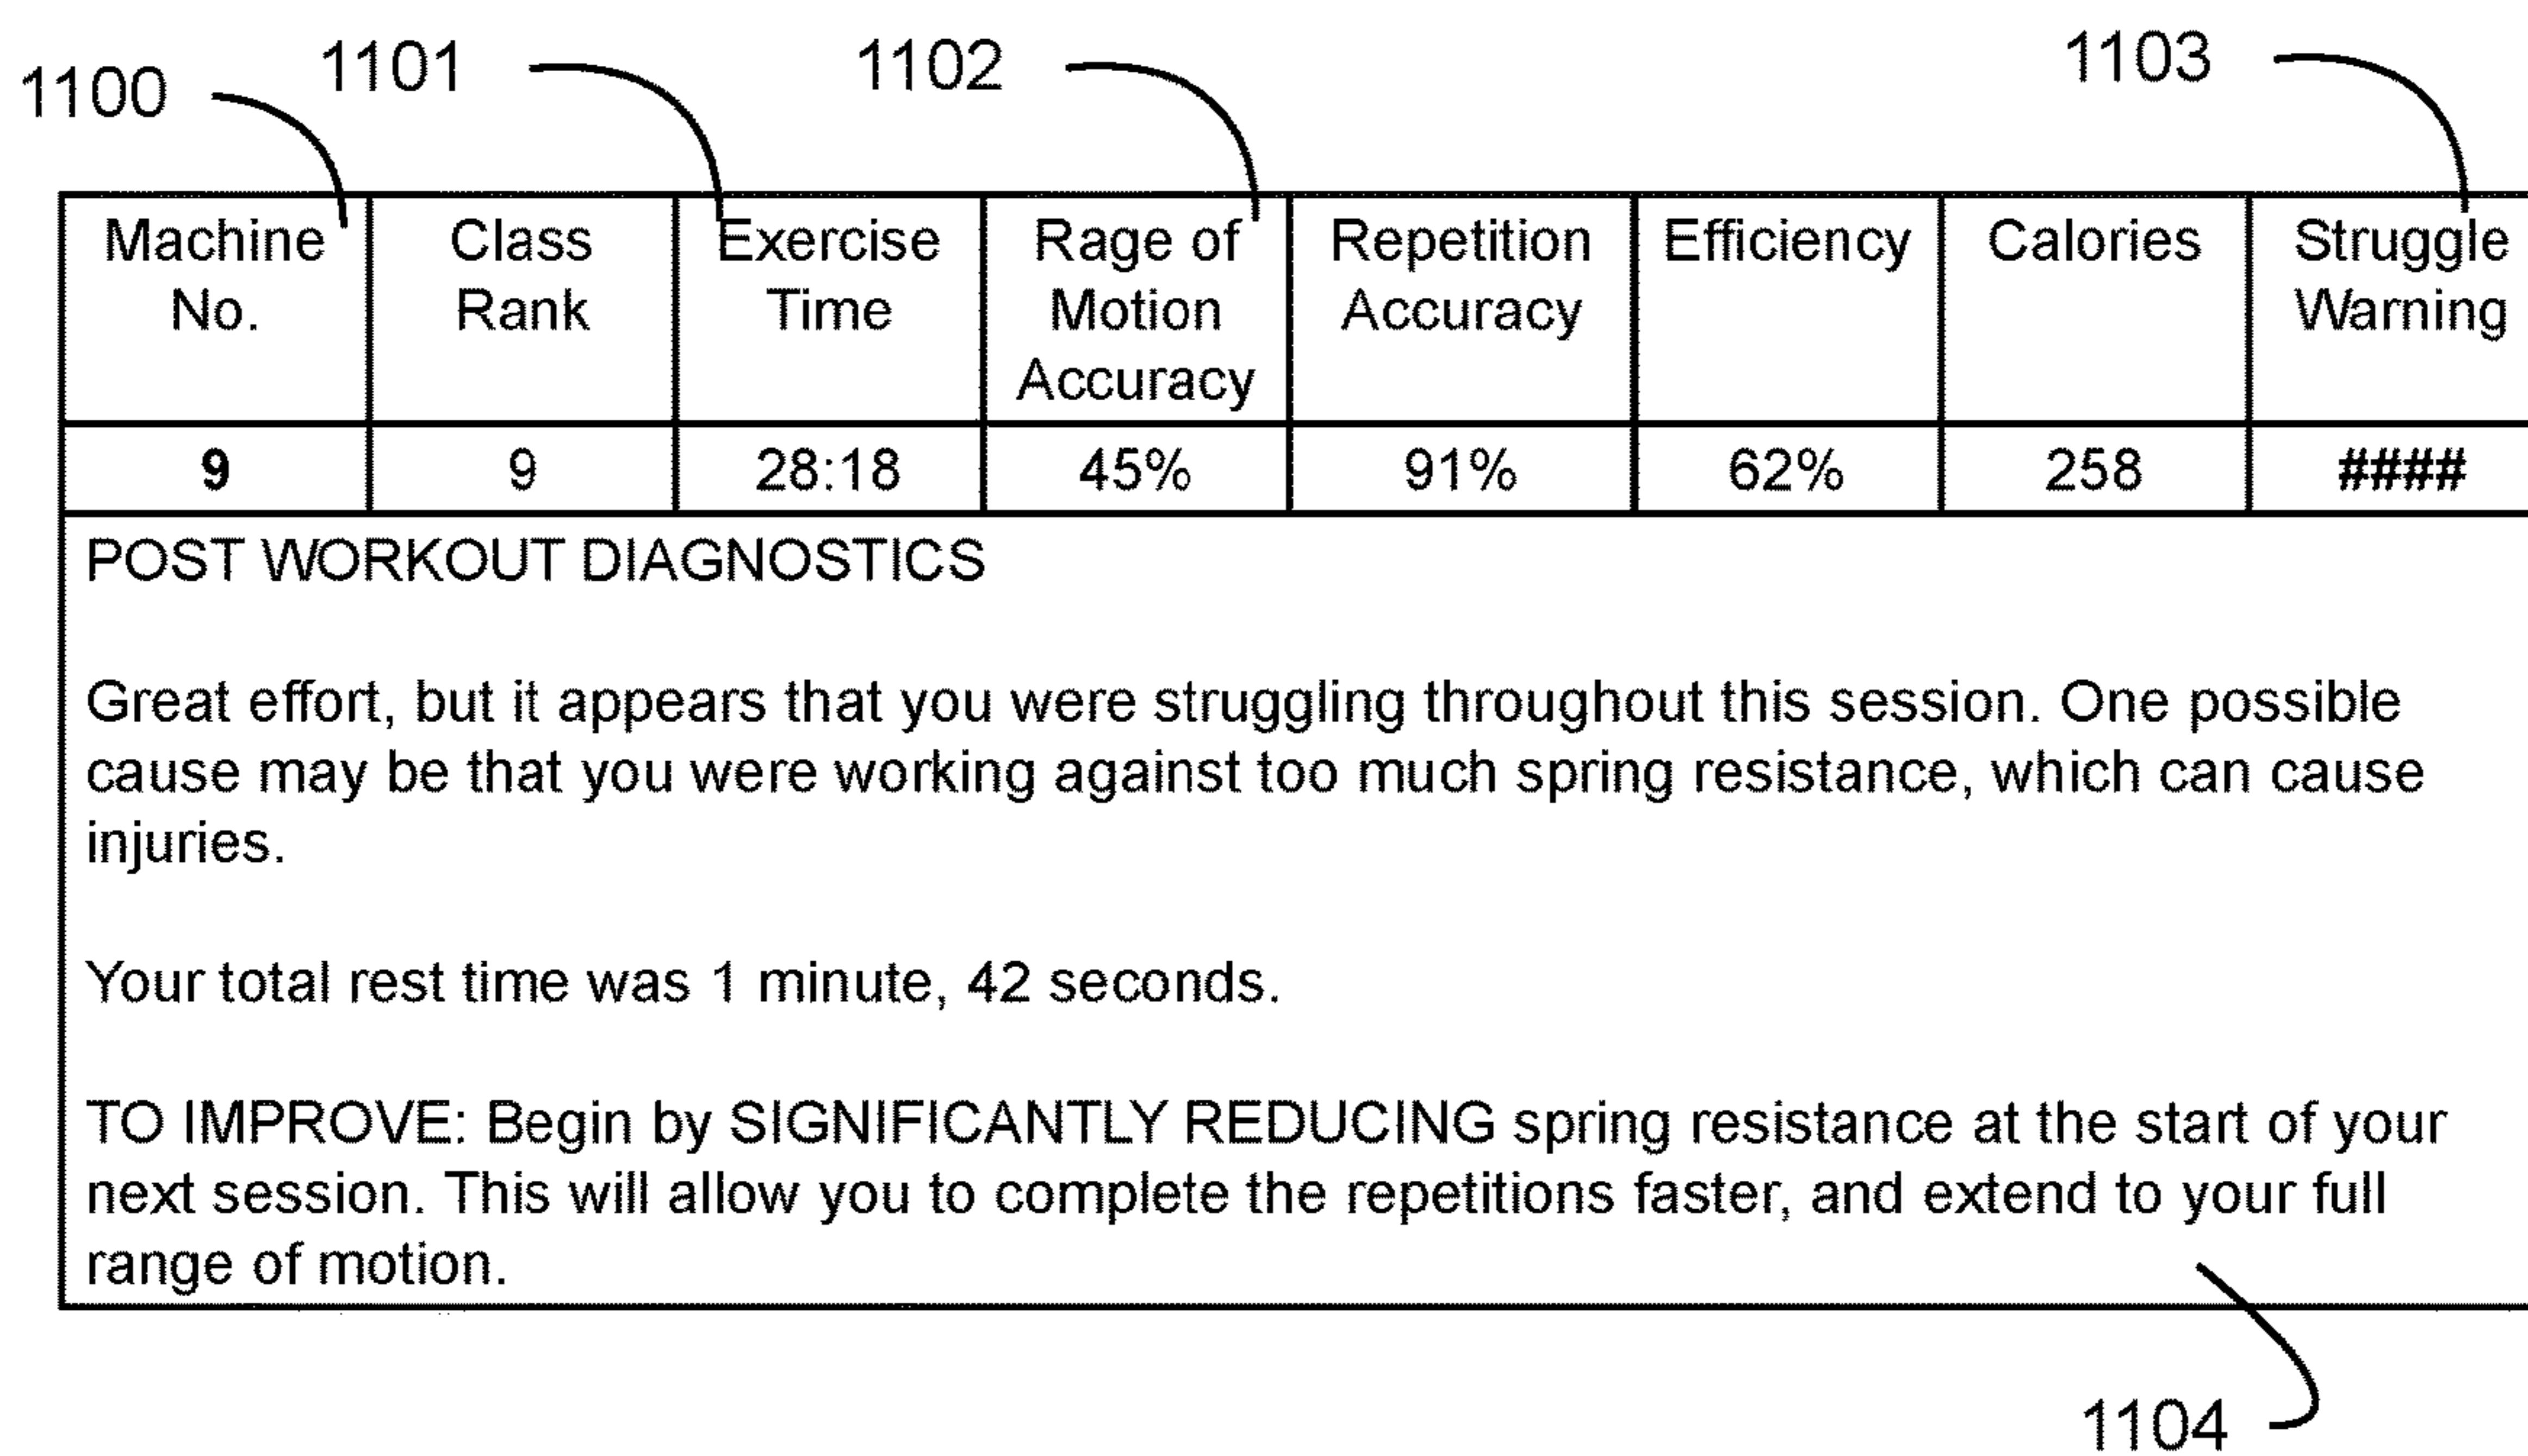 1100 1101 1102 1103
Machine No. Class Rank Exercise Time Rage of Motion Accuracy Repetition Accuracy Efficiency Calories Struggle Warning
9 9 28:18 45% 91% 62% 258 ####
POST WORKOUT DIAGNOSTICS
Great effort, but it appears that you were struggling throughout this session. One possible
cause may be that you were working against too much spring resistance, which can cause
injuries.
Your total rest time was 1 minute, 42 seconds.
TO IMPROVE: Begin by SIGNIFICANTLY REDUCING spring resistance at the start of your
next session. This will allow you to complete the repetitions faster, and extend to your full
range of motion.
1104